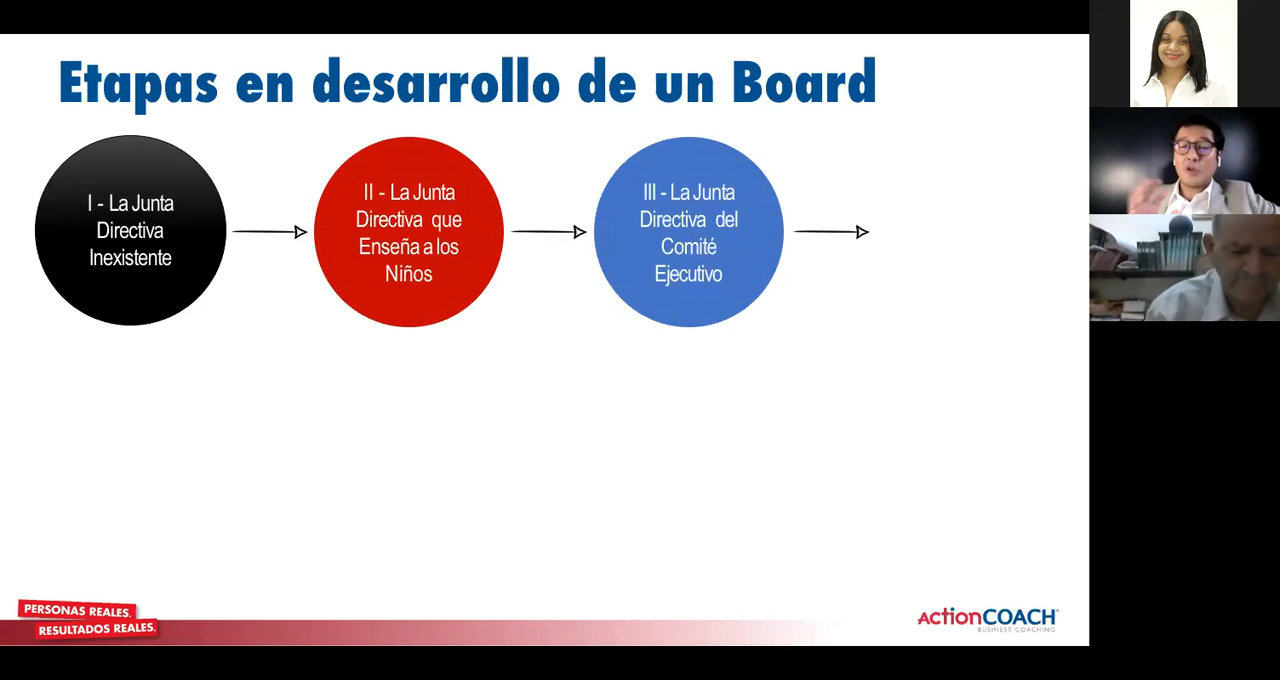 Etapas en desarrollo de un Board
I - La Junta
Directiva
Inexistente
II - La Junta
Directiva que
Enseña a los
Niños
III - La Junta
Directiva del
Comité
Ejecutivo
PERSONAS REALES.
RESULTADOS REALES.
ActionCOACH
BUSINESS COACHING